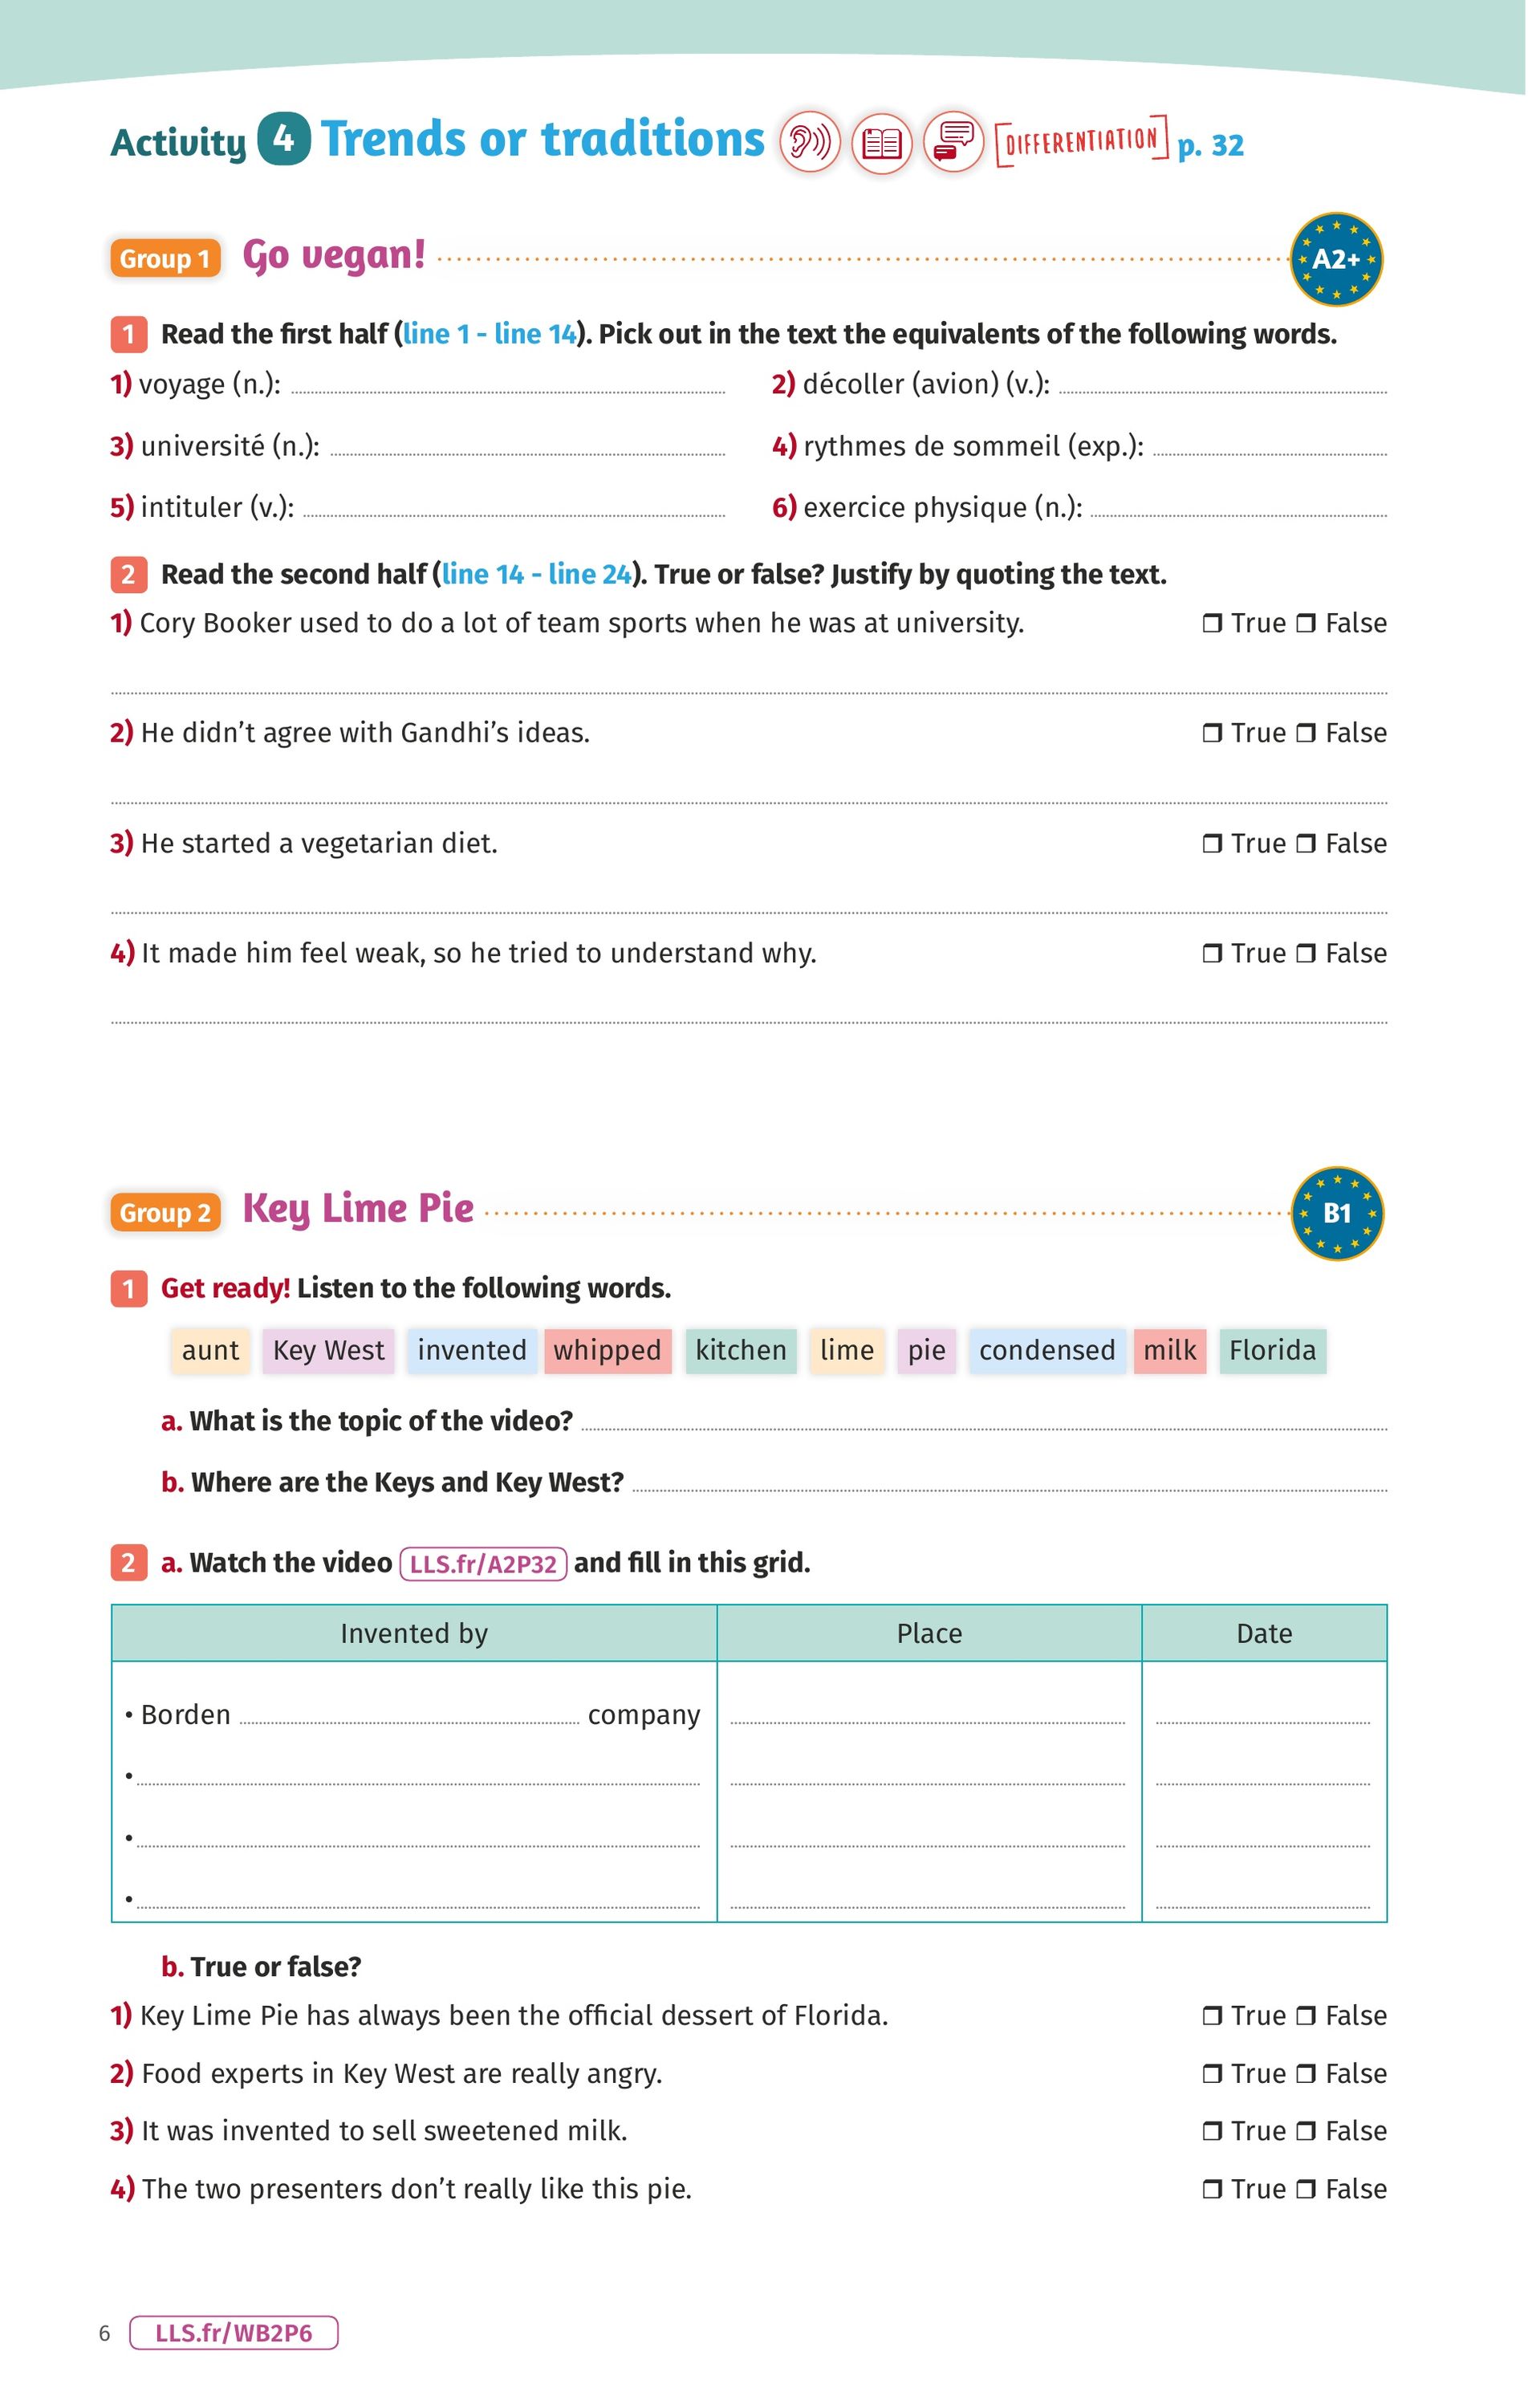 Activity 4 Trends or traditions [DIFFERENTIATION] p. 32
Group 1 Go vegan! A2+
1 Read the first half (line 1 - line 14). Pick out in the text the equivalents of the following words.
1) voyage (n.): 2) décoller (avion) (v.):
3) université (n.): 4) rythmes de sommeil (exp.):
5) intituler (v.): 6) exercice physique (n.):
2 Read the second half (line 14 - line 24). True or false? Justify by quoting the text.
1) Cory Booker used to do a lot of team sports when he was at university. ❒ True ❒ False
2) He didn’t agree with Gandhi’s ideas. ❒ True ❒ False
3) He started a vegetarian diet. ❒ True ❒ False
4) It made him feel weak, so he tried to understand why. ❒ True ❒ False
Group 2 Key Lime Pie B1
1 Get ready! Listen to the following words.
aunt Key West invented whipped kitchen lime pie condensed milk Florida
a. What is the topic of the video?
b. Where are the Keys and Key West?
2 a. Watch the video LLS.fr/A2P32 and fill in this grid.
Invented by Place Date
• Borden company
•
•
•
b. True or false?
1) Key Lime Pie has always been the official dessert of Florida. ❒ True ❒ False
2) Food experts in Key West are really angry. ❒ True ❒ False
3) It was invented to sell sweetened milk. ❒ True ❒ False
4) The two presenters don’t really like this pie. ❒ True ❒ False
6 LLS.fr/WB2P6